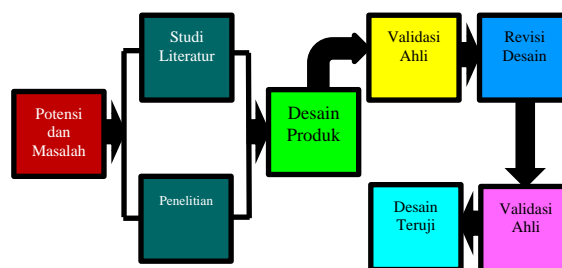 Potensi
dan
Masalah
Studi
Literatur
Penelitian
Desain
Produk
Validasi
Ahli
Revisi
Desain
Validasi
Ahli
Desain
Teruji